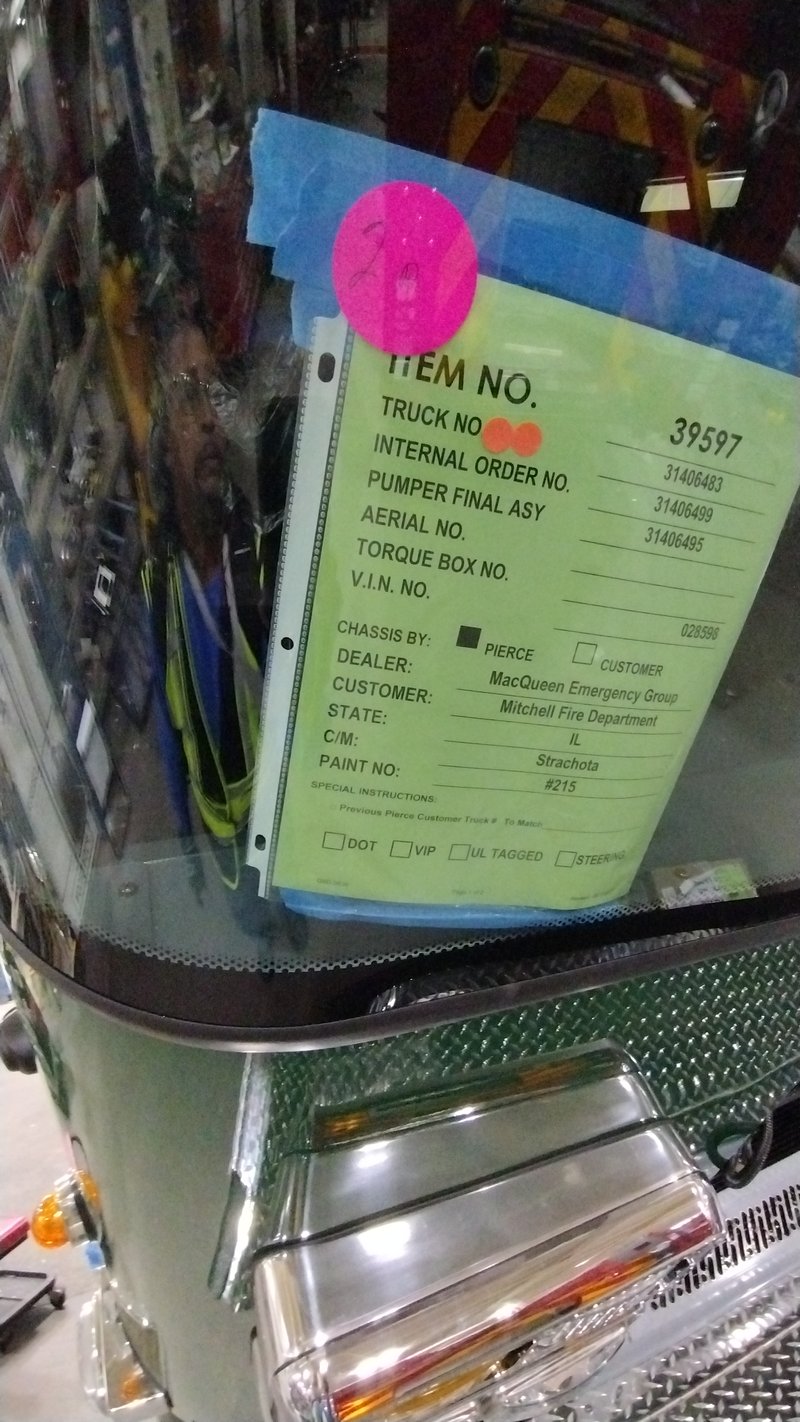 2
ITEM NO. 39597
TRUCK NO 31406483
INTERNAL ORDER NO. 31406499
PUMPER FINAL ASY 31406495
AERIAL NO.
TORQUE BOX NO.
V.I.N. NO. 028598
CHASSIS BY: PIERCE CUSTOMER
DEALER: MacQueen Emergency Group
CUSTOMER: Mitchell Fire Department
STATE: IL
C/M: Strachota
PAINT NO: #215
SPECIAL INSTRUCTIONS:
Previous Pierce Customer Truck # To Match
DOT VIP UL TAGGED STEERING